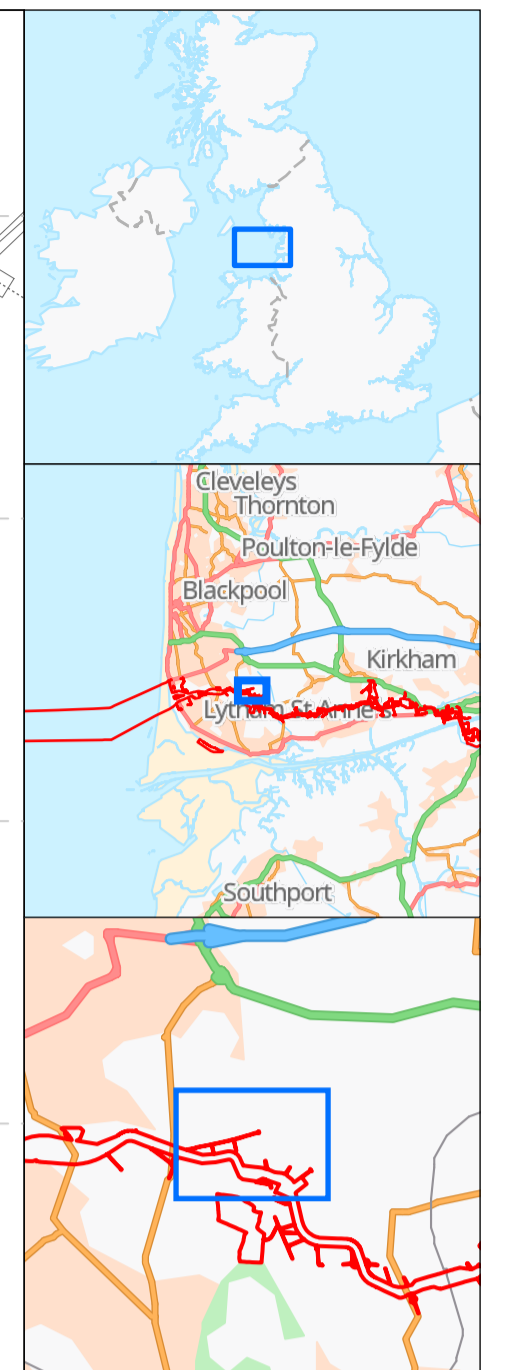 Cleveleys
Thornton
Poulton-le-Fylde
Blackpool
Kirkham
Lytham St Anne's
Southport